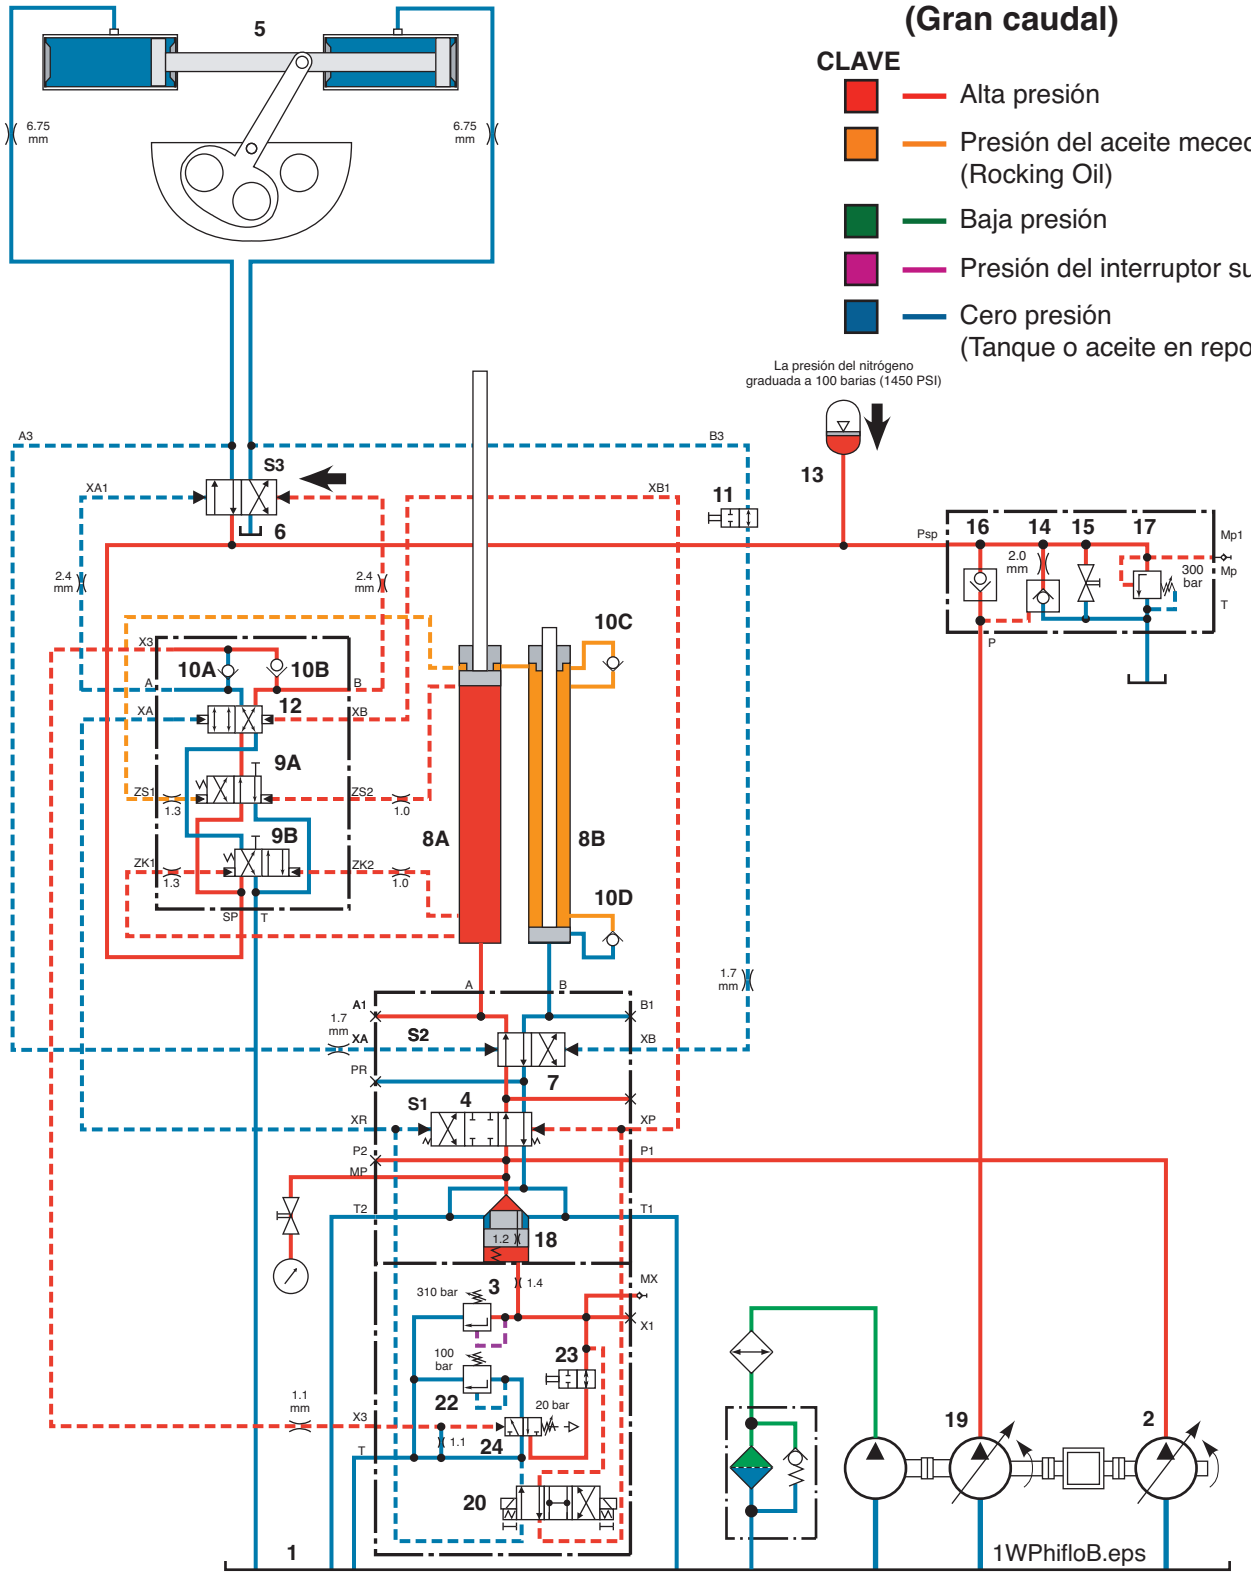 (Gran caudal)
CLAVE
Alta presión
Presión del aceite
(Rocking Oil)
Baja presión
Presión del interruptor
Cero presión
(Tanque o aceite en
5
6.75
mm
6.75
mm
La presión del nitrógeno
graduada a 100 barias (1450 PSI)
A3
B3
S3
XA1
XB1
11
13
6
Psp
16
14
15
17
Mp1
2.0
mm
300
bar
Mp
T
P
2.4
mm
2.4
mm
X3
10A
10B
10C
A
B
XA
12
XB
9A
ZS1
1.3
ZS2
1.0
8A
8B
9B
ZK1
1.3
ZK2
1.0
10D
SP
T
1.7
mm
A
B
A1
B1
1.7
mm
XA
S2
XB
PR
7
S1
4
XR
XP
P2
P1
MP
T2
T1
1.2
18
1.4
MX
310 bar
3
X1
100
bar
23
22
1.1
mm
20 bar
X3
1.1
24
T
20
19
2
1
1WPhifloB.eps